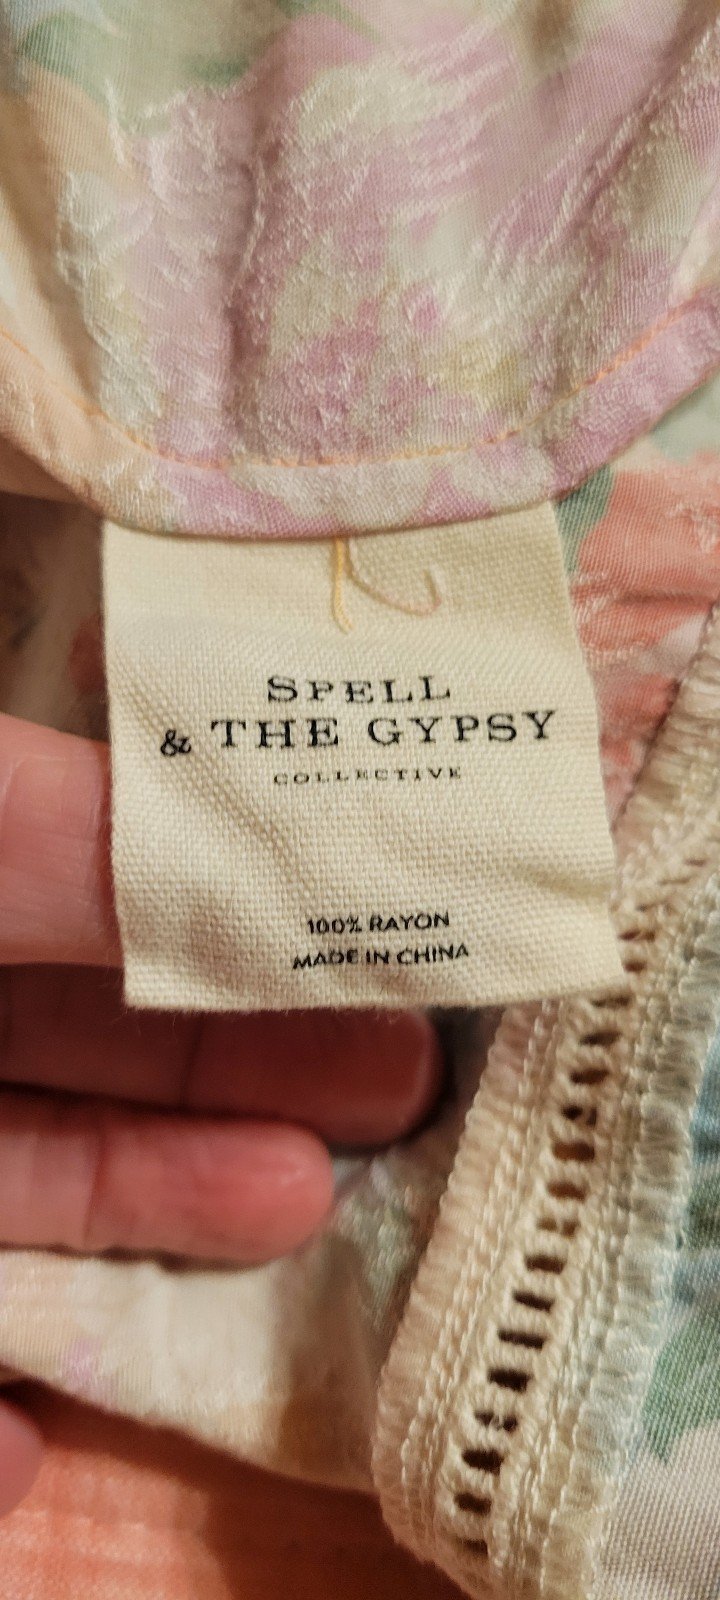 SPELL
& THE GYPSY
COLLECTIVE
100% RAYON
MADE IN CHINA